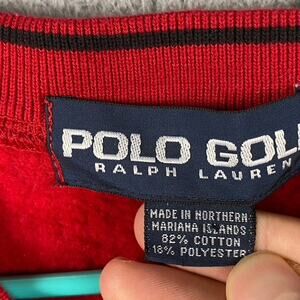 POLO GOL
RALPH LAUREN
MADE IN NORTHERN
MARIANA ISLANDS
82% COTTON
18% POLYESTER